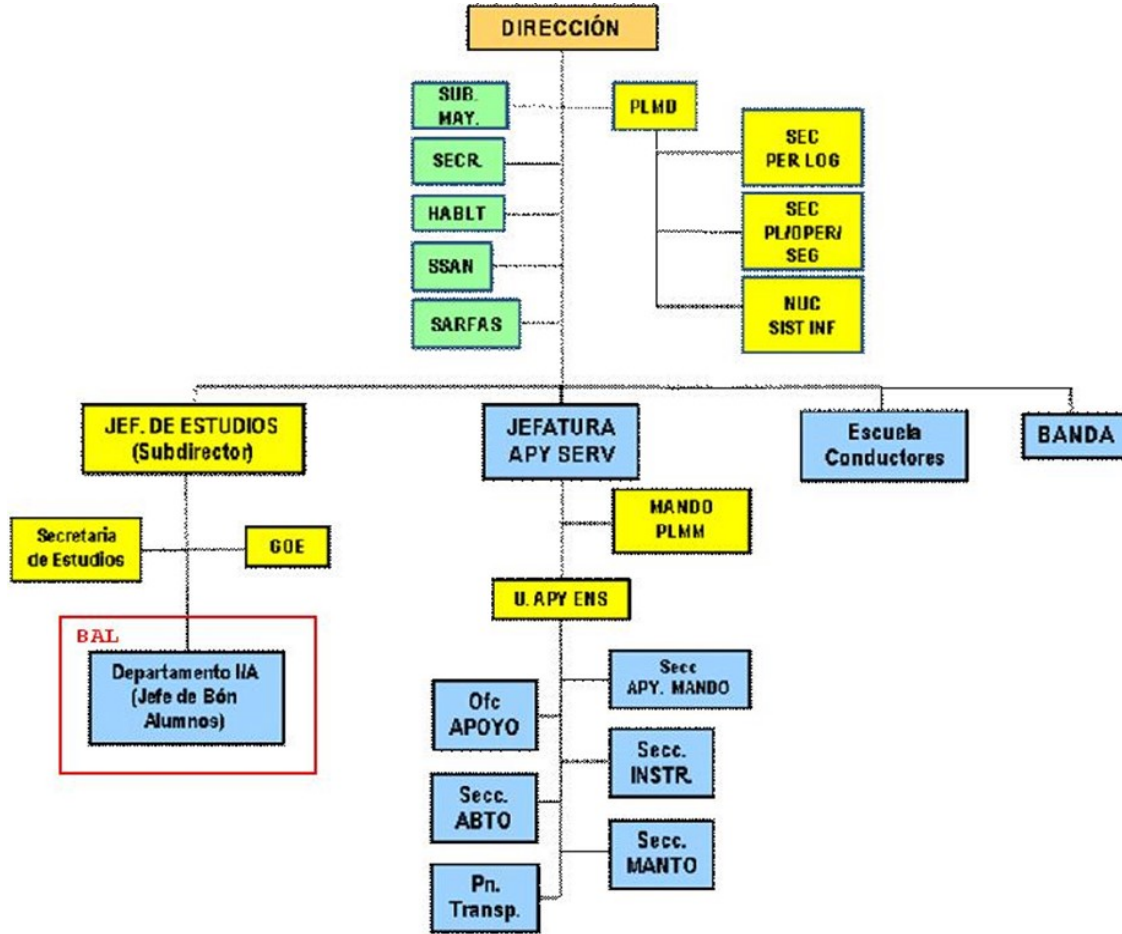 DIRECCIÓN
SUB.
MAY.
PLMD
SECR.
SEC
PER LOG
HABLT
SEC
PL/OPER/
SEG
SSAN
NUC
SIST INF
SARFAS
JEF. DE ESTUDIOS
(Subdirector)
JEFATURA
APY SERV
Escuela
Conductores
BANDA
MANDO
PLMM
Secretaria
de Estudios
GOE
U. APY ENS
BAL
Departamento I/A
(Jefe de Bón
Alumnos)
Secc
APY. MANDO
Ofc
APOYO
Secc.
INSTR.
Secc.
ABTO
Secc.
MANTO
Pn.
Transp.